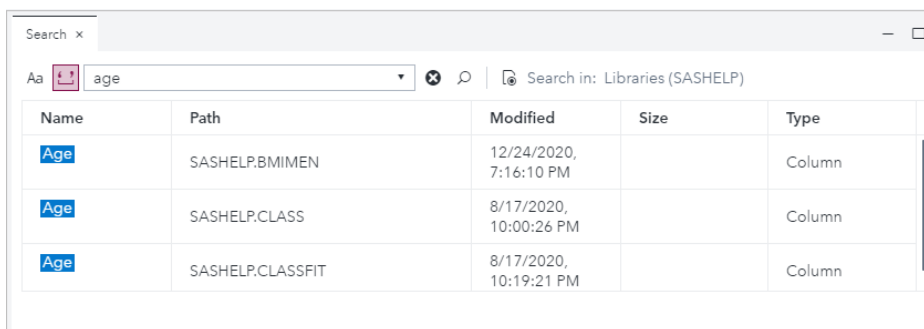 Search ×
Aa age Search in: Libraries (SASHELP)
Name Path Modified Size Type
Age SASHELP.BMIMEN 12/24/2020, Column
7:16:10 PM
Age SASHELP.CLASS 8/17/2020, Column
10:00:26 PM
Age SASHELP.CLASSFIT 8/17/2020, Column
10:19:21 PM